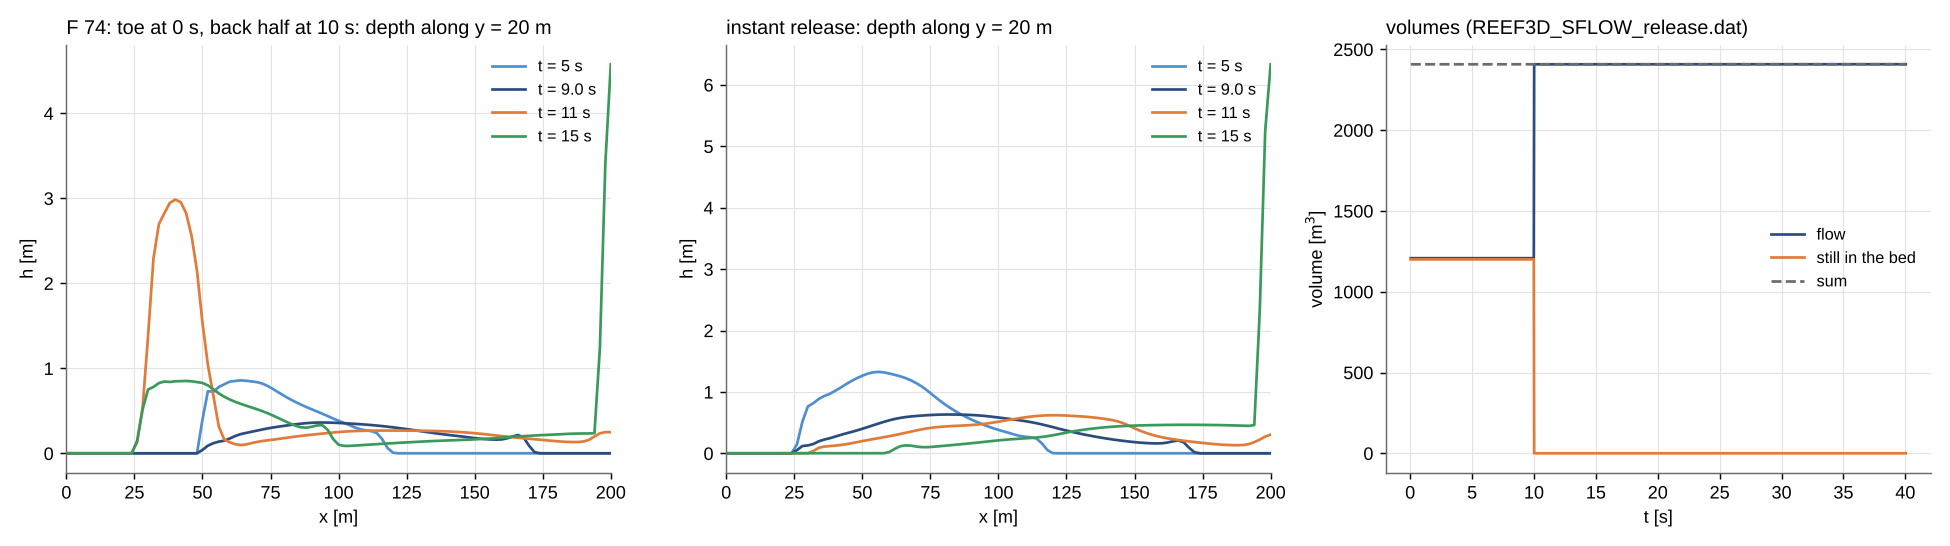 F 74: toe at 0 s, back half at 10 s: depth along y = 20 m
t = 5 s
t = 9.0 s
t = 11 s
t = 15 s
4
3
2
1
0
h [m]
0 25 50 75 100 125 150 175 200
x [m]
instant release: depth along y = 20 m
t = 5 s
t = 9.0 s
t = 11 s
t = 15 s
6
5
4
3
2
1
0
h [m]
0 25 50 75 100 125 150 175 200
x [m]
volumes (REEF3D_SFLOW_release.dat)
2500
2000
1500
1000
500
0
volume [m³]
flow
still in the bed
sum
0 5 10 15 20 25 30 35 40
t [s]